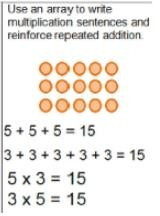 Use an array to write
multiplication sentences and
reinforce repeated addition.
5 + 5 + 5 = 15
3 + 3 + 3 + 3 + 3 = 15
5 x 3 = 15
3 x 5 = 15